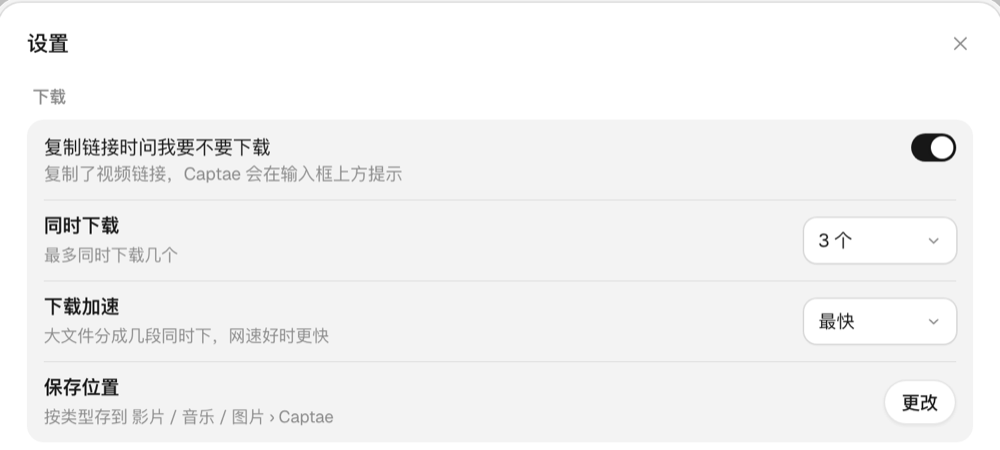 设置
下载
复制链接时问我要不要下载
复制了视频链接，Captae 会在输入框上方提示
同时下载
最多同时下载几个
3 个
下载加速
大文件分成几段同时下，网速好时更快
最快
保存位置
按类型存到 影片 / 音乐 / 图片 › Captae
更改